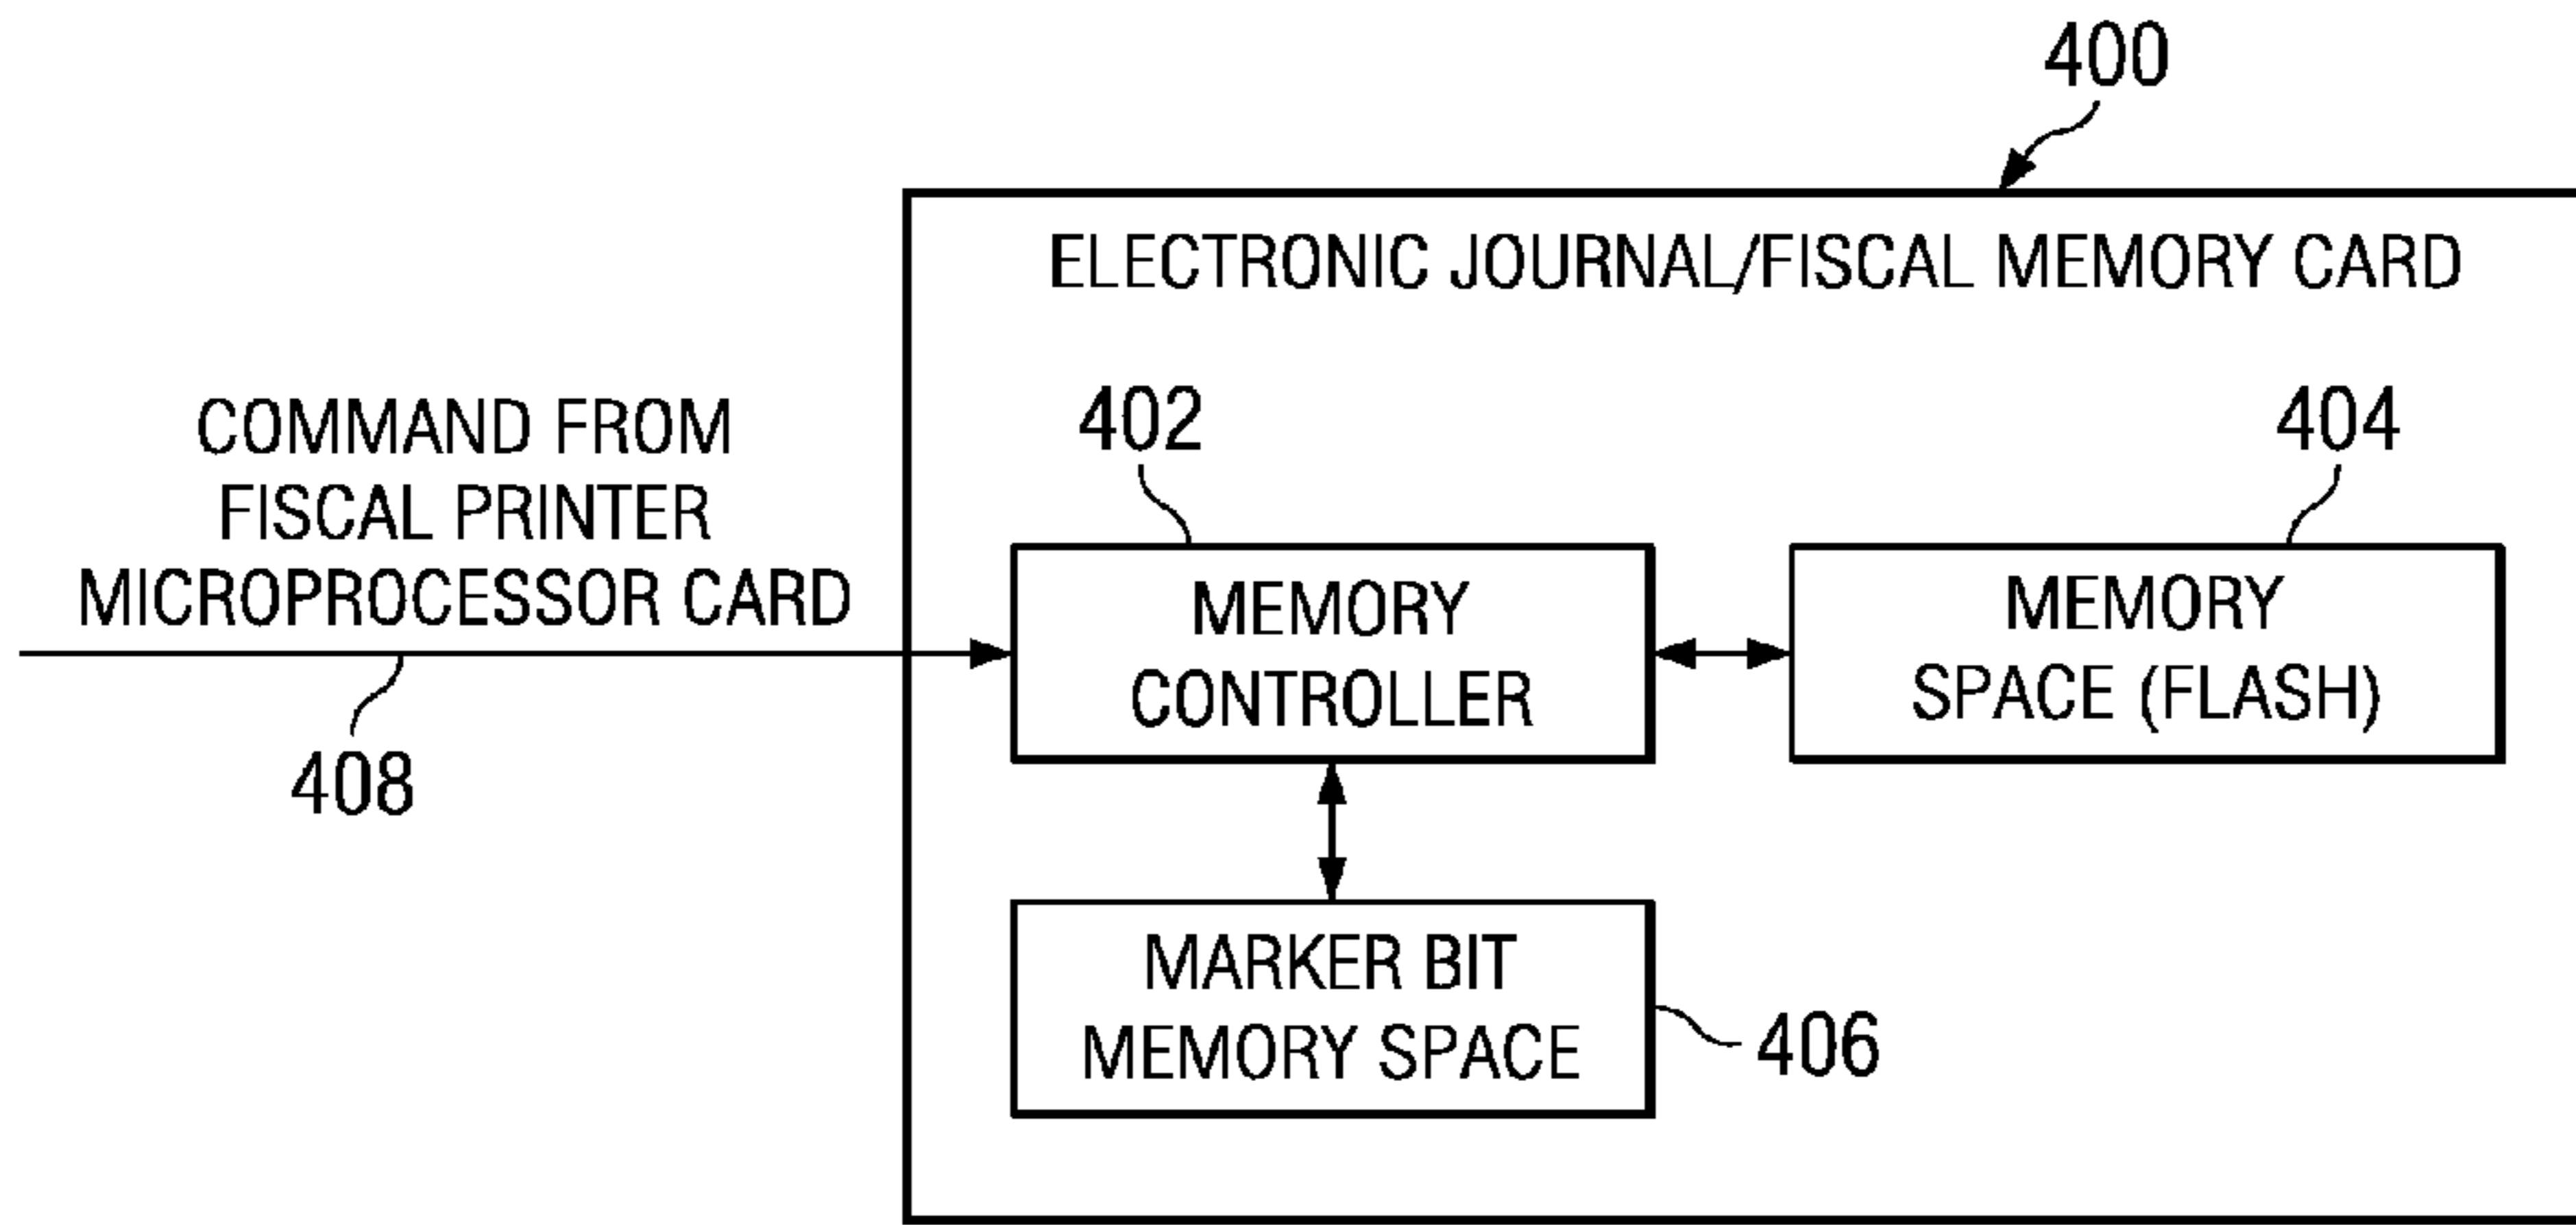 400
ELECTRONIC JOURNAL/FISCAL MEMORY CARD
COMMAND FROM
FISCAL PRINTER
MICROPROCESSOR CARD
408
402
MEMORY
CONTROLLER
404
MEMORY
SPACE (FLASH)
MARKER BIT
MEMORY SPACE
406